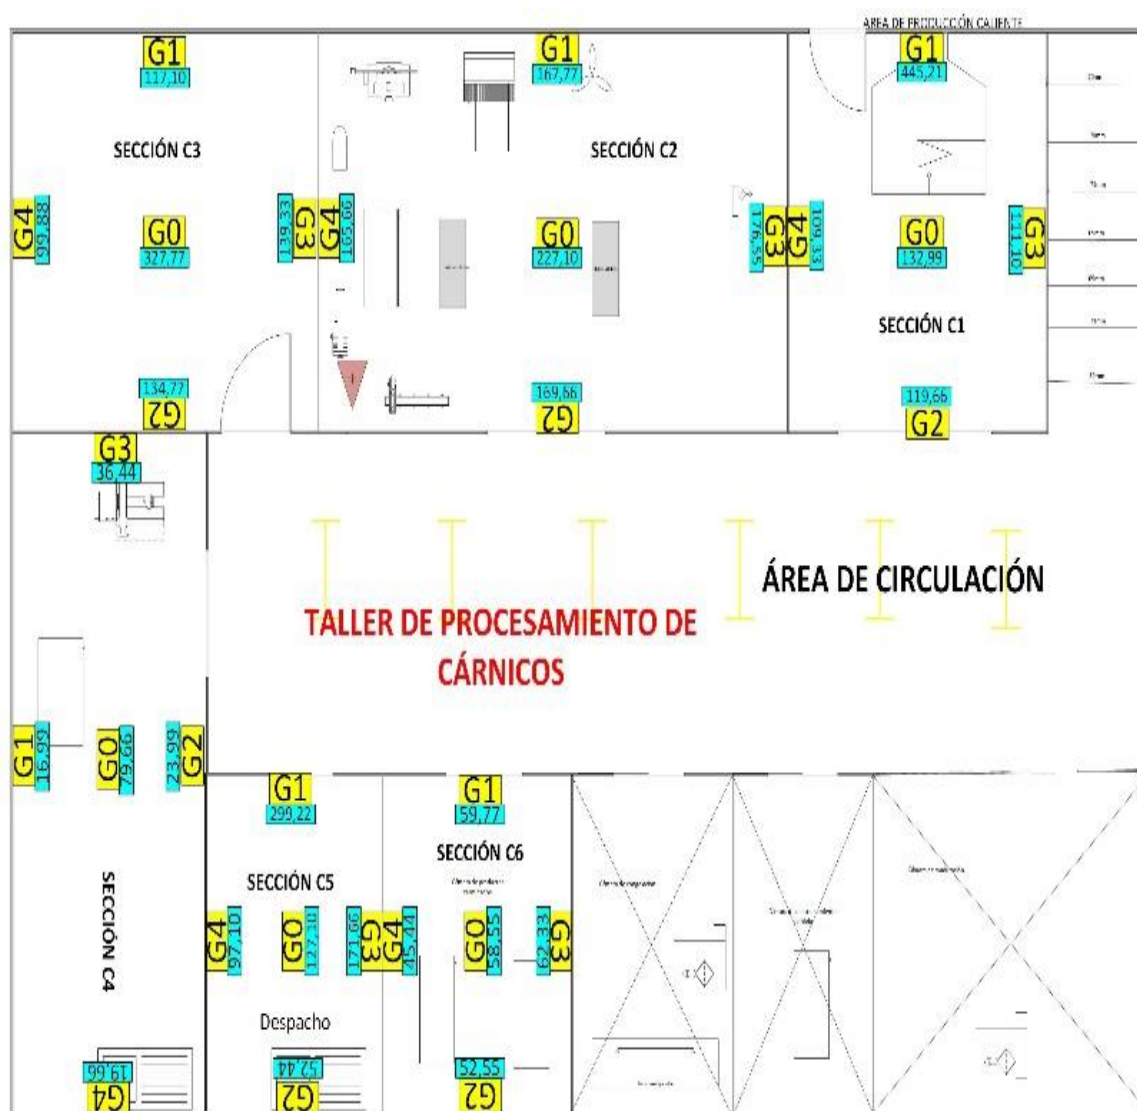 AREA DE PRODUCCIÓN CALIENTE
G1
117,10
G1
167,77
G1
445,21
SECCIÓN C3
SECCIÓN C2
G4
99,88
G0
327,77
139,33
G3
G4
165,66
G0
227,10
176,55
G3
G4
109,33
G0
132,99
111,10
G3
SECCIÓN C1
134,77
G2
169,66
G2
119,66
G2
G3
36,44
ÁREA DE CIRCULACIÓN
TALLER DE PROCESAMIENTO DE
CÁRNICOS
G1
16,99
G0
79,66
23,99
G2
G1
299,22
G1
59,77
SECCIÓN C6
SECCIÓN C5
SECCIÓN C4
G4
97,10
G0
127,10
171,66
G3
G4
45,44
G0
58,55
62,33
G3
Despacho
19,66
G4
52,44
G2
52,55
G2